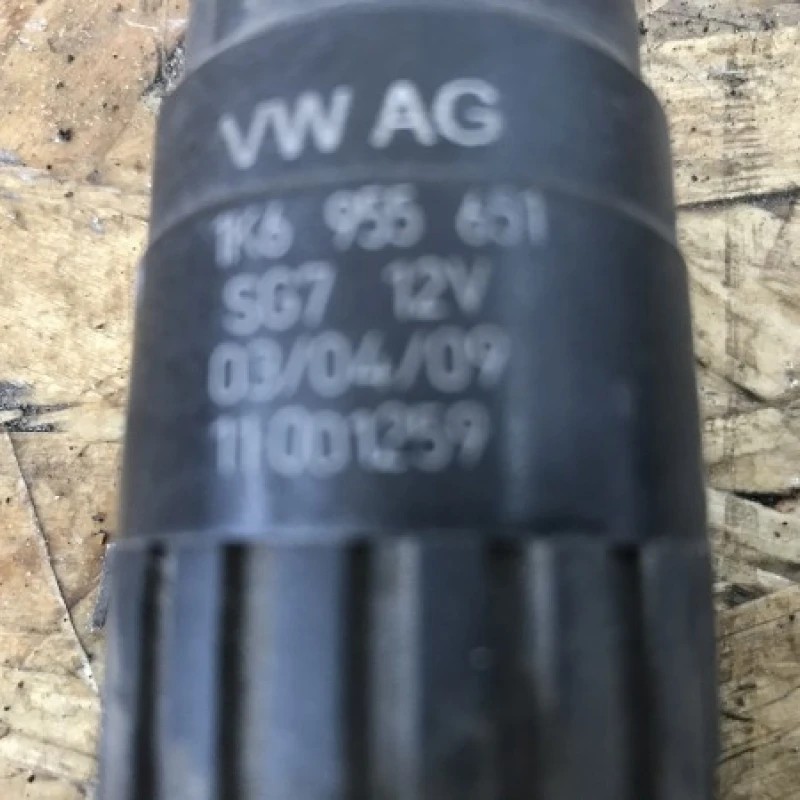 VW AG
1K6 955 651
SG7 12V
03/04/09
11001259